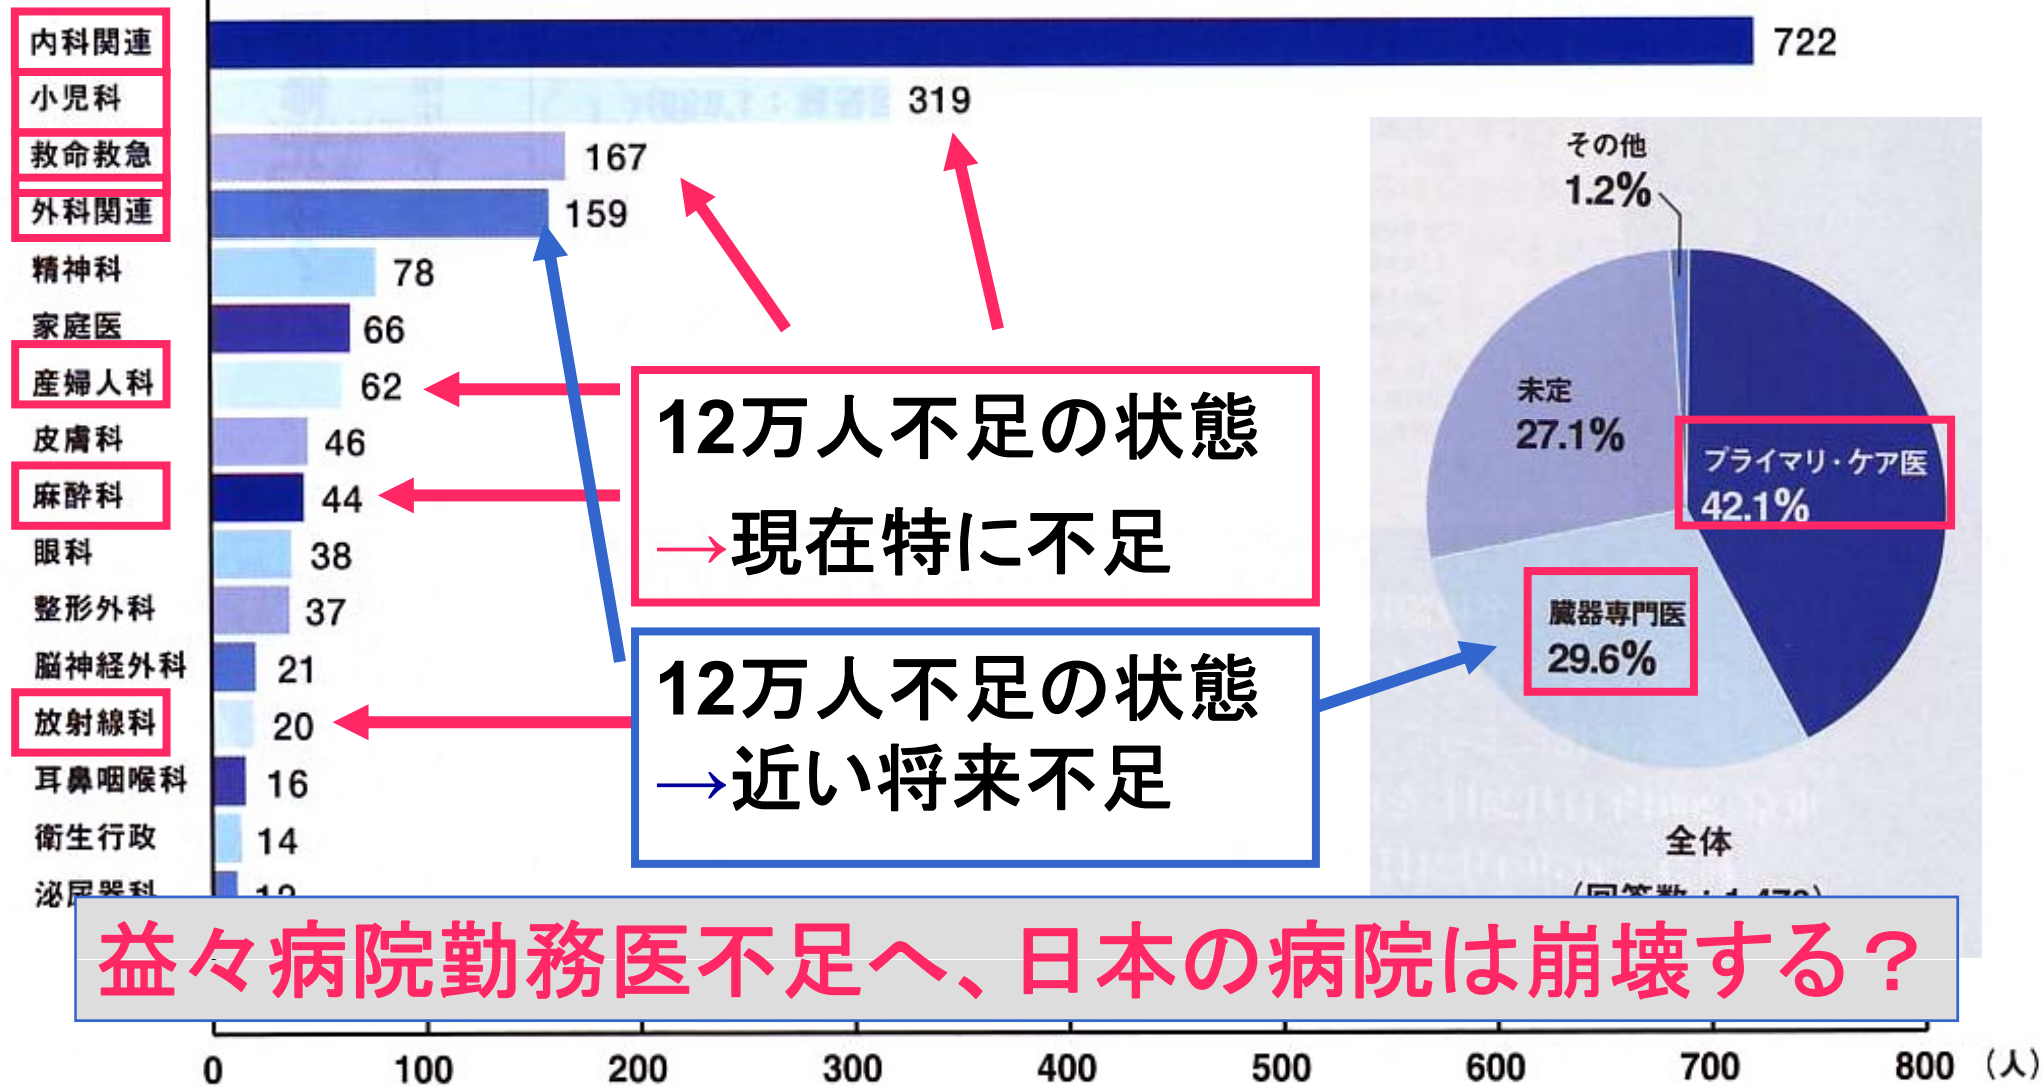 内科関連 722
小児科 319
救命救急 167
外科関連 159
精神科 78
家庭医 66
産婦人科 62
皮膚科 46
麻酔科 44
眼科 38
整形外科 37
脳神経外科 21
放射線科 20
耳鼻咽喉科 16
衛生行政 14
泌尿器科
12万人不足の状態
→現在特に不足
12万人不足の状態
→近い将来不足
その他
1.2%
未定
27.1%
プライマリ・ケア医
42.1%
臓器専門医
29.6%
全体
益々病院勤務医不足へ、日本の病院は崩壊する？
0 100 200 300 400 500 600 700 800 (人)